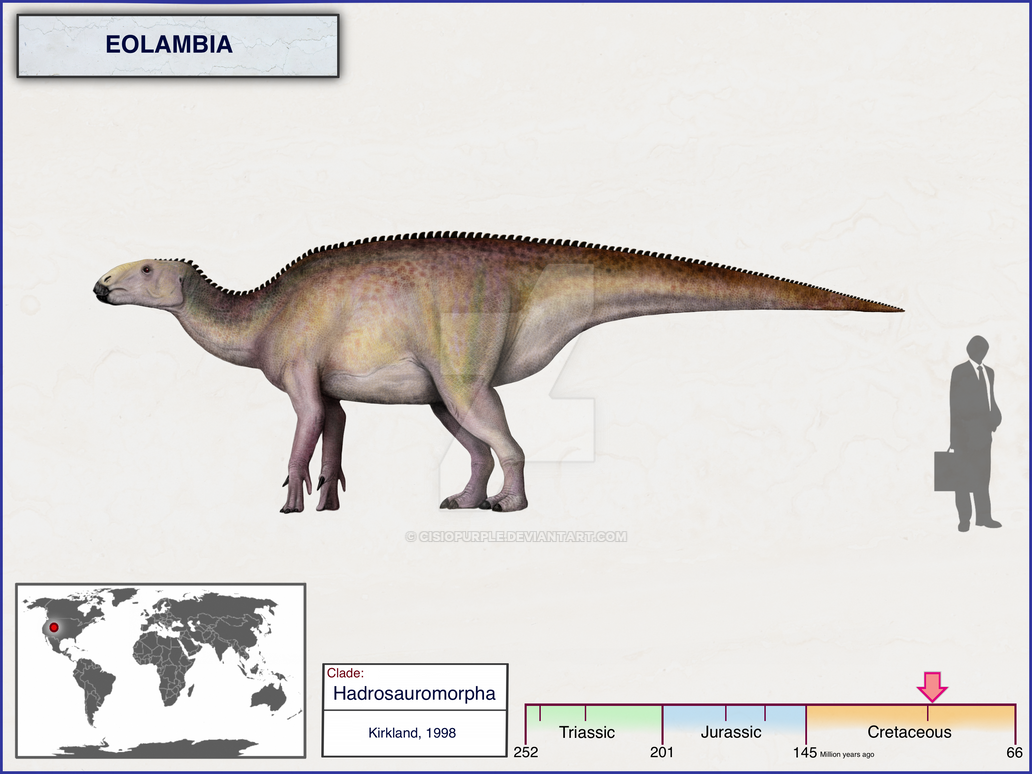 EOLAMBIA
© CISIOPURPLE.DEVIANTART.COM
Clade:
Hadrosauromorpha
Kirkland, 1998
Triassic
Jurassic
Cretaceous
252
201
145 Million years ago
66